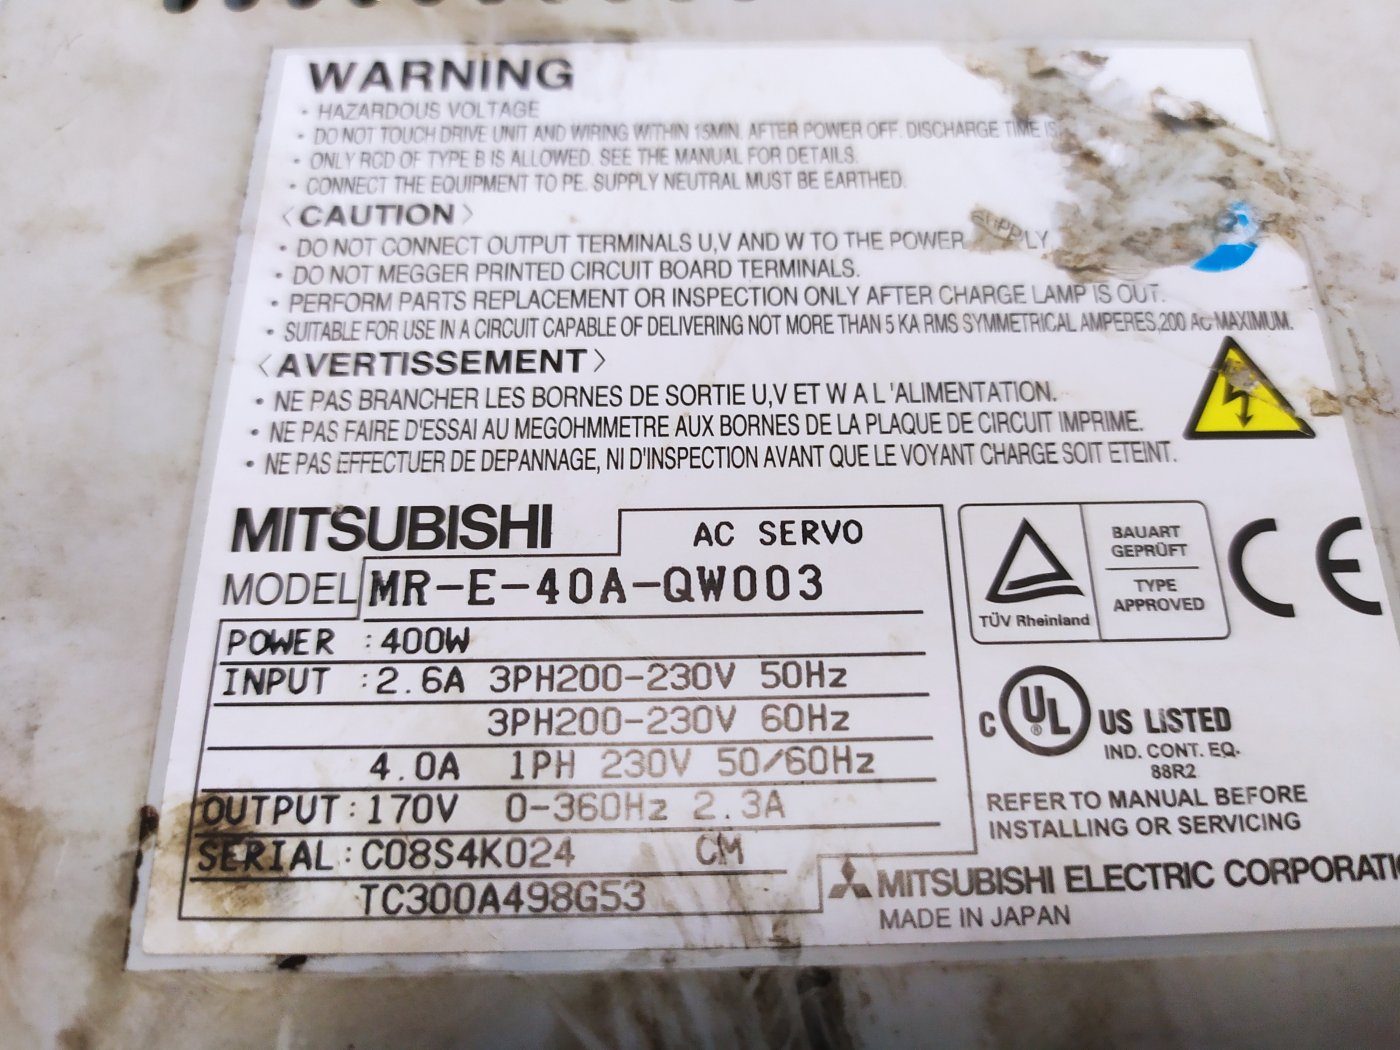 WARNING
• HAZARDOUS VOLTAGE
• DO NOT TOUCH DRIVE UNIT AND WIRING WITHIN 15MIN. AFTER POWER OFF. DISCHARGE TIME IS
• ONLY RCD OF TYPE B IS ALLOWED. SEE THE MANUAL FOR DETAILS.
• CONNECT THE EQUIPMENT TO PE. SUPPLY NEUTRAL MUST BE EARTHED.
〈CAUTION〉
• DO NOT CONNECT OUTPUT TERMINALS U,V AND W TO THE POWER SUPPLY,
• DO NOT MEGGER PRINTED CIRCUIT BOARD TERMINALS.
• PERFORM PARTS REPLACEMENT OR INSPECTION ONLY AFTER CHARGE LAMP IS OUT.
• SUITABLE FOR USE IN A CIRCUIT CAPABLE OF DELIVERING NOT MORE THAN 5 KA RMS SYMMETRICAL AMPERES,200 AC MAXIMUM.
〈AVERTISSEMENT〉
• NE PAS BRANCHER LES BORNES DE SORTIE U,V ET W A L'ALIMENTATION.
• NE PAS FAIRE D'ESSAI AU MEGOHMMETRE AUX BORNES DE LA PLAQUE DE CIRCUIT IMPRIME.
• NE PAS EFFECTUER DE DEPANNAGE, NI D'INSPECTION AVANT QUE LE VOYANT CHARGE SOIT ETEINT.
MITSUBISHI AC SERVO
MODEL MR-E-40A-QW003
POWER :400W
INPUT :2.6A 3PH200-230V 50Hz
3PH200-230V 60Hz
4.0A 1PH 230V 50/60Hz
OUTPUT:170V 0-360Hz 2.3A
SERIAL:C08S4K024 CM
TC300A498G53
TÜV Rheinland
BAUART
GEPRÜFT
TYPE
APPROVED
CE
C UL ® US LISTED
IND. CONT. EQ.
88R2
REFER TO MANUAL BEFORE
INSTALLING OR SERVICING
MITSUBISHI ELECTRIC CORPORATI
MADE IN JAPAN